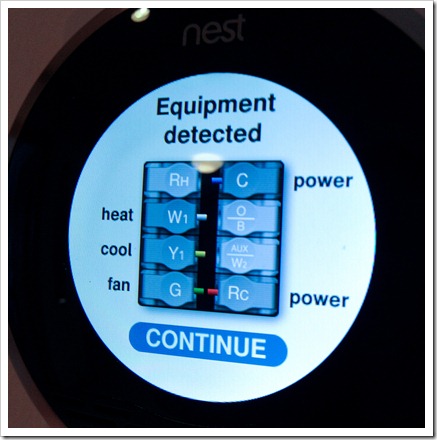 nest
Equipment
detected
RH C power
heat W1 O/B
cool Y1 AUX/W2
fan G RC power
CONTINUE